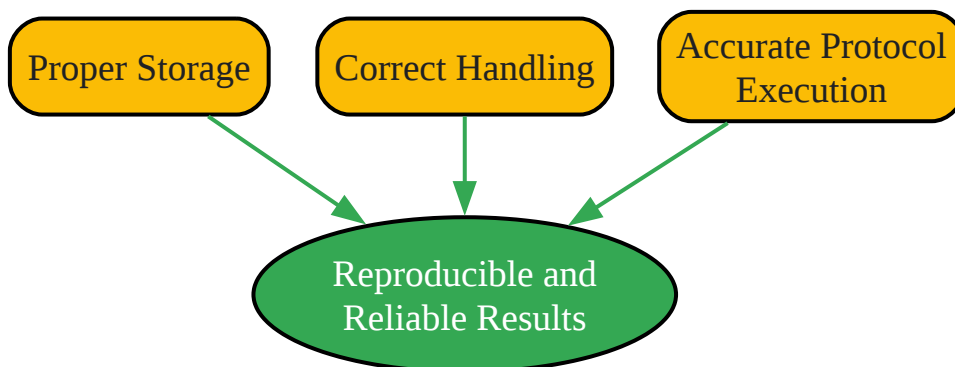 Proper Storage
Correct Handling
Accurate Protocol
Execution
Reproducible and
Reliable Results